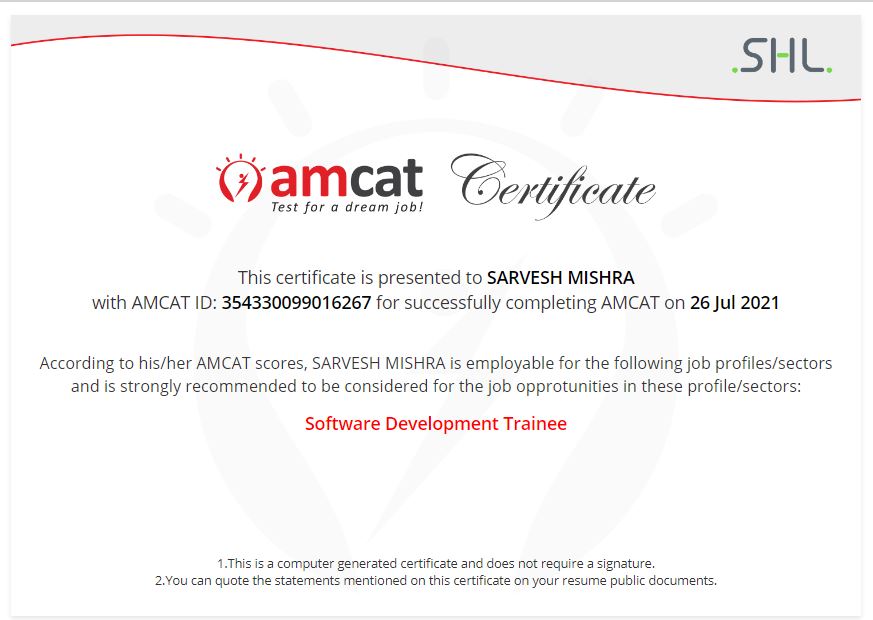 .SHL.
amcat Certificate
Test for a dream job!
This certificate is presented to SARVESH MISHRA
with AMCAT ID: 354330099016267 for successfully completing AMCAT on 26 Jul 2021
According to his/her AMCAT scores, SARVESH MISHRA is employable for the following job profiles/sectors
and is strongly recommended to be considered for the job opprotunities in these profile/sectors:
Software Development Trainee
1.This is a computer generated certificate and does not require a signature.
2.You can quote the statements mentioned on this certificate on your resume public documents.